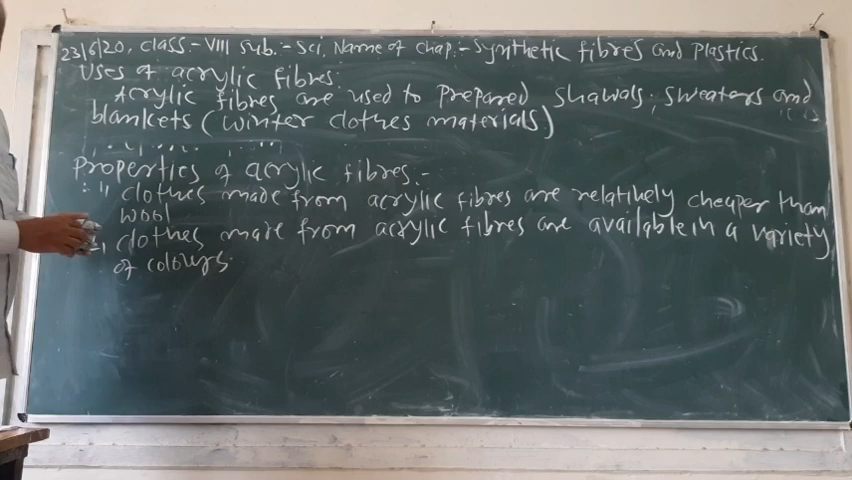 23/6/20, Class:- VIII Sub.:- Sci. Name of Chap:- Synthetic fibres and Plastics.
Uses of acrylic fibres:
Acrylic fibres are used to prepared shawals, sweaters and
blankets (winter clothes materials)
Properties of acrylic fibres:-
1, clothes made from acrylic fibres are relatively cheaper than
wool
2, clothes made from acrylic fibres are available in a variety
of colours.